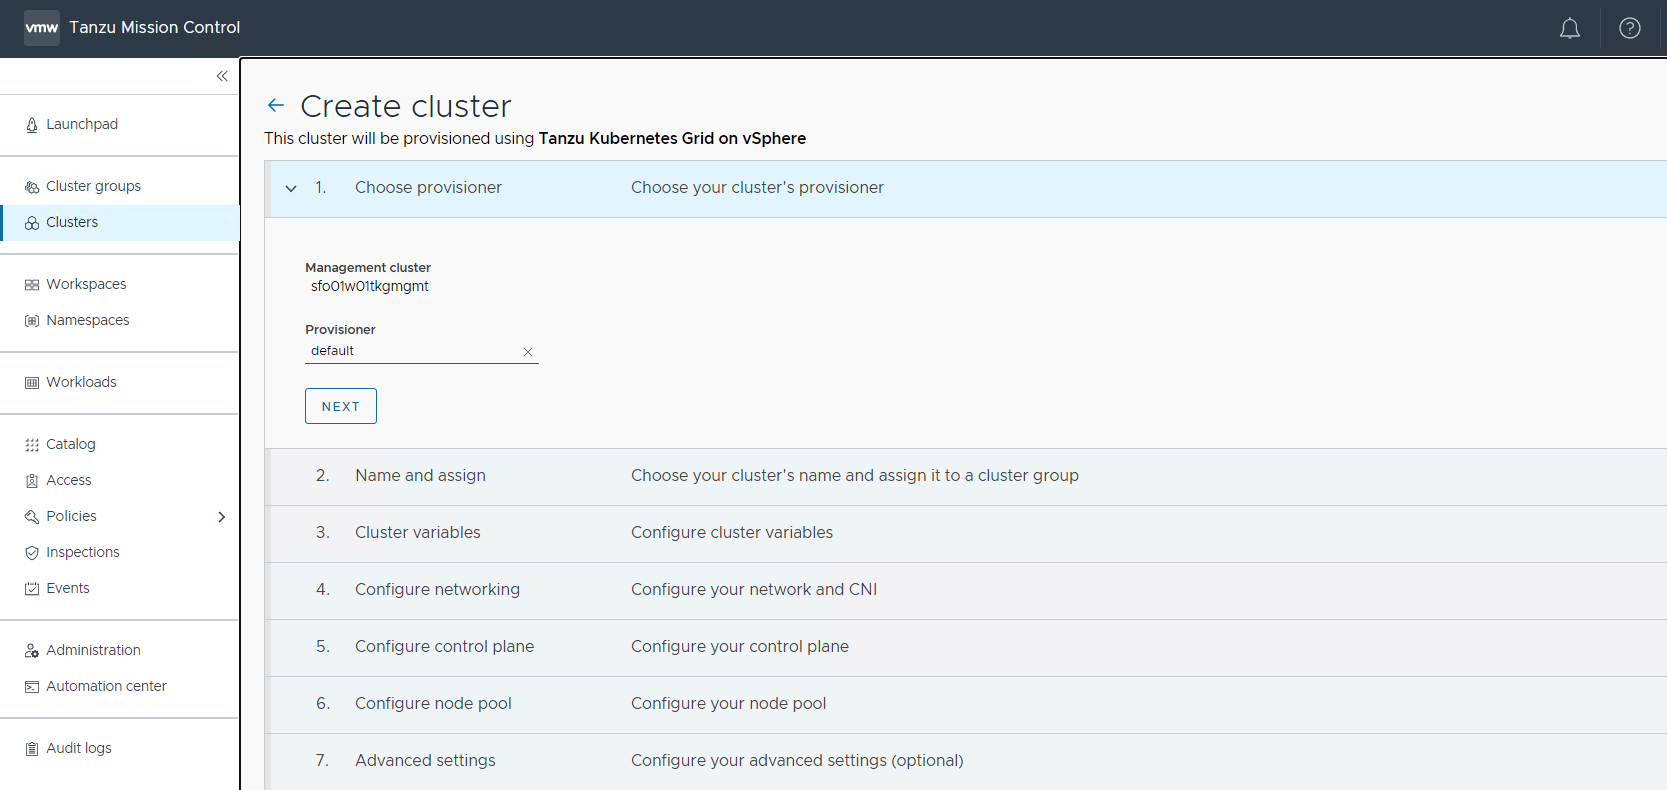 vmw Tanzu Mission Control
Launchpad
Cluster groups
Clusters
Workspaces
Namespaces
Workloads
Catalog
Access
Policies
Inspections
Events
Administration
Automation center
Audit logs
Create cluster
This cluster will be provisioned using Tanzu Kubernetes Grid on vSphere
1. Choose provisioner Choose your cluster's provisioner
Management cluster
sfo01w01tkgmgmt
Provisioner
default
NEXT
2. Name and assign Choose your cluster's name and assign it to a cluster group
3. Cluster variables Configure cluster variables
4. Configure networking Configure your network and CNI
5. Configure control plane Configure your control plane
6. Configure node pool Configure your node pool
7. Advanced settings Configure your advanced settings (optional)